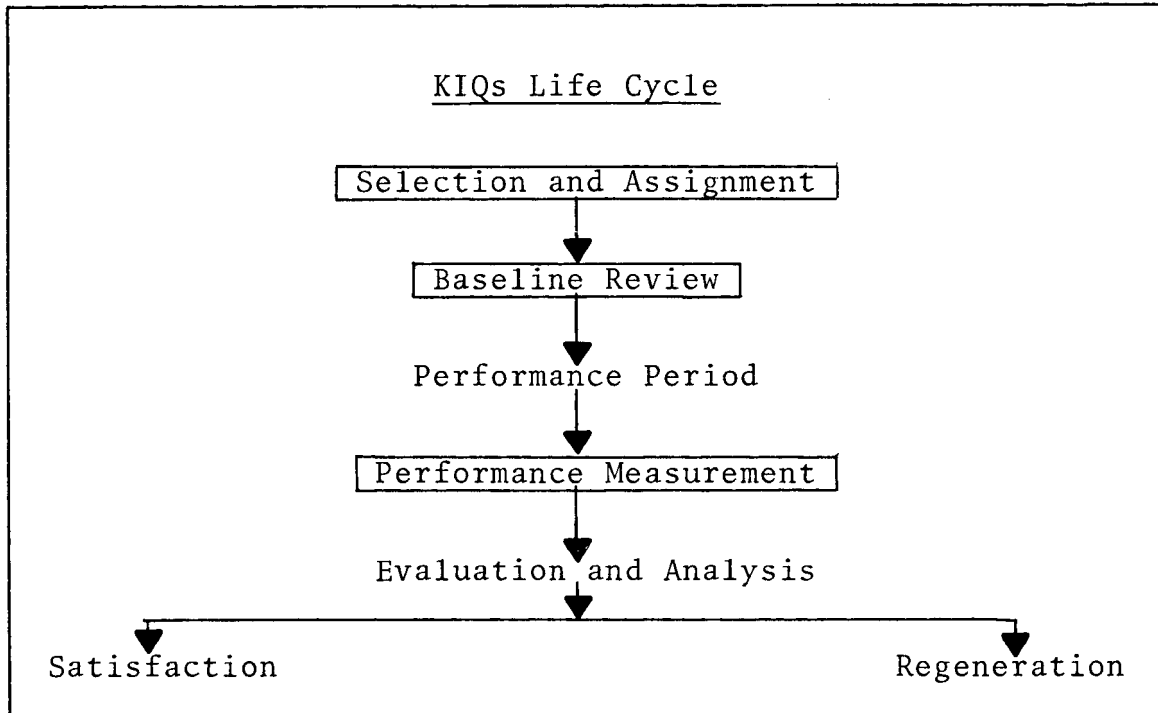 KIQs Life Cycle
Selection and Assignment
Baseline Review
Performance Period
Performance Measurement
Evaluation and Analysis
Satisfaction
Regeneration